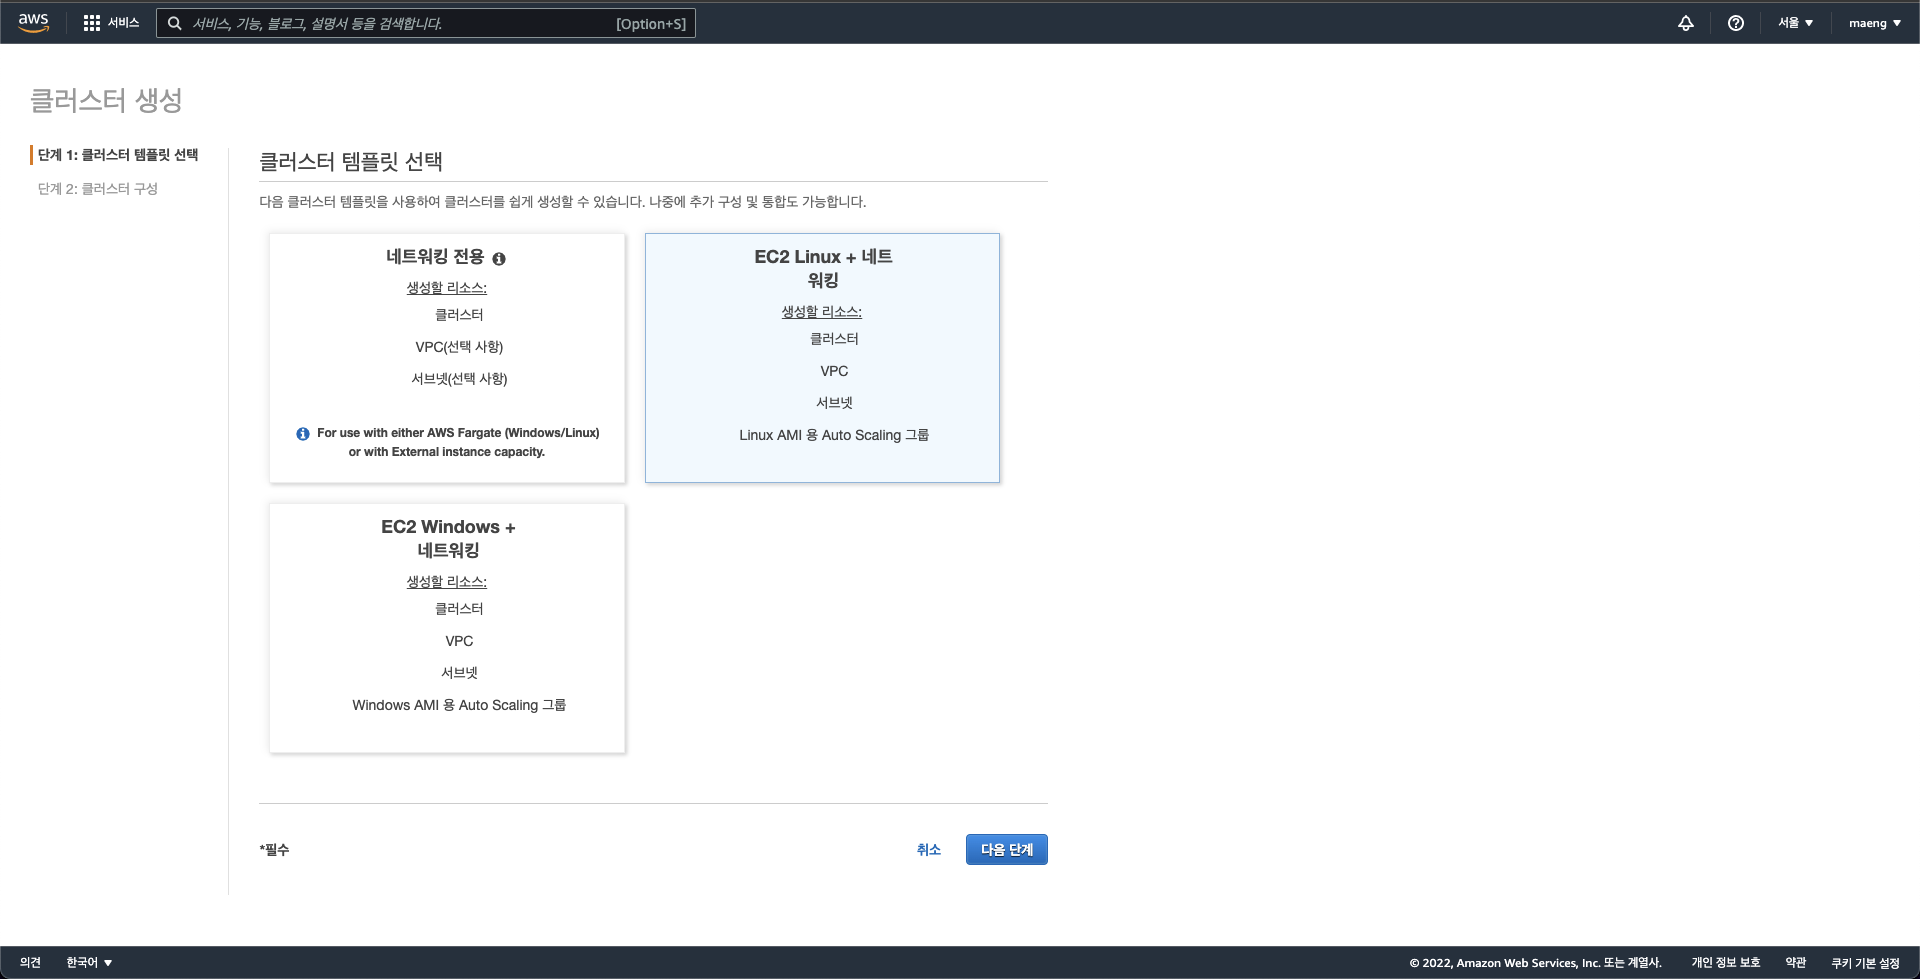 aws
서비스
서비스, 기능, 블로그, 설명서 등을 검색합니다.
[Option+S]
서울
maeng
클러스터 생성
단계 1: 클러스터 템플릿 선택
단계 2: 클러스터 구성
클러스터 템플릿 선택
다음 클러스터 템플릿을 사용하여 클러스터를 쉽게 생성할 수 있습니다. 나중에 추가 구성 및 통합도 가능합니다.
네트워킹 전용
생성할 리소스:
클러스터
VPC(선택 사항)
서브넷(선택 사항)
For use with either AWS Fargate (Windows/Linux)
or with External instance capacity.
EC2 Linux + 네트
워킹
생성할 리소스:
클러스터
VPC
서브넷
Linux AMI 용 Auto Scaling 그룹
EC2 Windows +
네트워킹
생성할 리소스:
클러스터
VPC
서브넷
Windows AMI 용 Auto Scaling 그룹
*필수
취소
다음 단계
의견
한국어
© 2022, Amazon Web Services, Inc. 또는 계열사.
개인 정보 보호
약관
쿠키 기본 설정